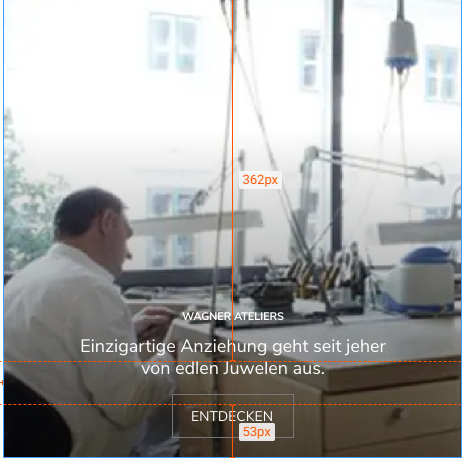 362px
WAGNER ATELIERS
Einzigartige Anziehung geht seit jeher
von edlen Juwelen aus.
ENTDECKEN
53px